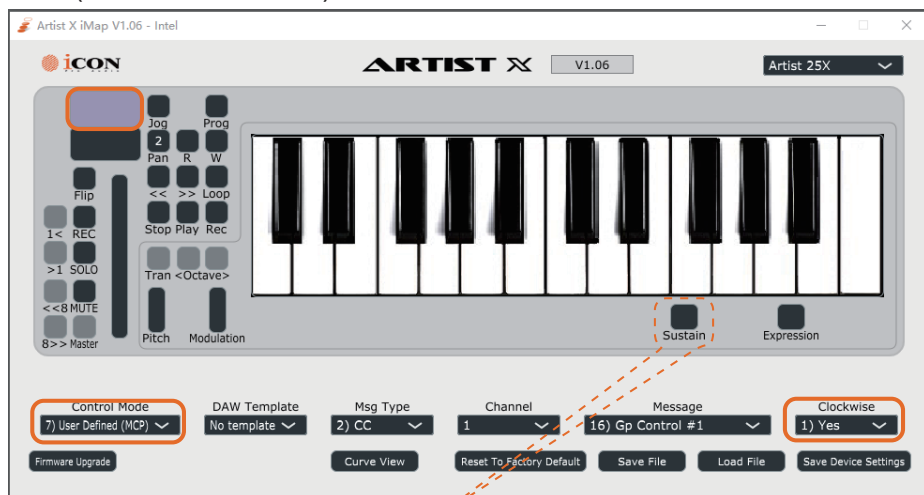 Artist X iMap V1.06 - Intel
iCON
ARTIST X
V1.06
Artist 25X
Jog
Prog
2
Pan R W
Flip
<< >> Loop
1< REC
Stop Play Rec
>1 SOLO
Tran <Octave>
<<8 MUTE
8>> Master
Pitch Modulation
Sustain
Expression
Control Mode
DAW Template
Msg Type
Channel
Message
Clockwise
7) User Defined (MCP)
No template
2) CC
1
16) Gp Control #1
1) Yes
Firmware Upgrade
Curve View
Reset To Factory Default
Save File
Load File
Save Device Settings